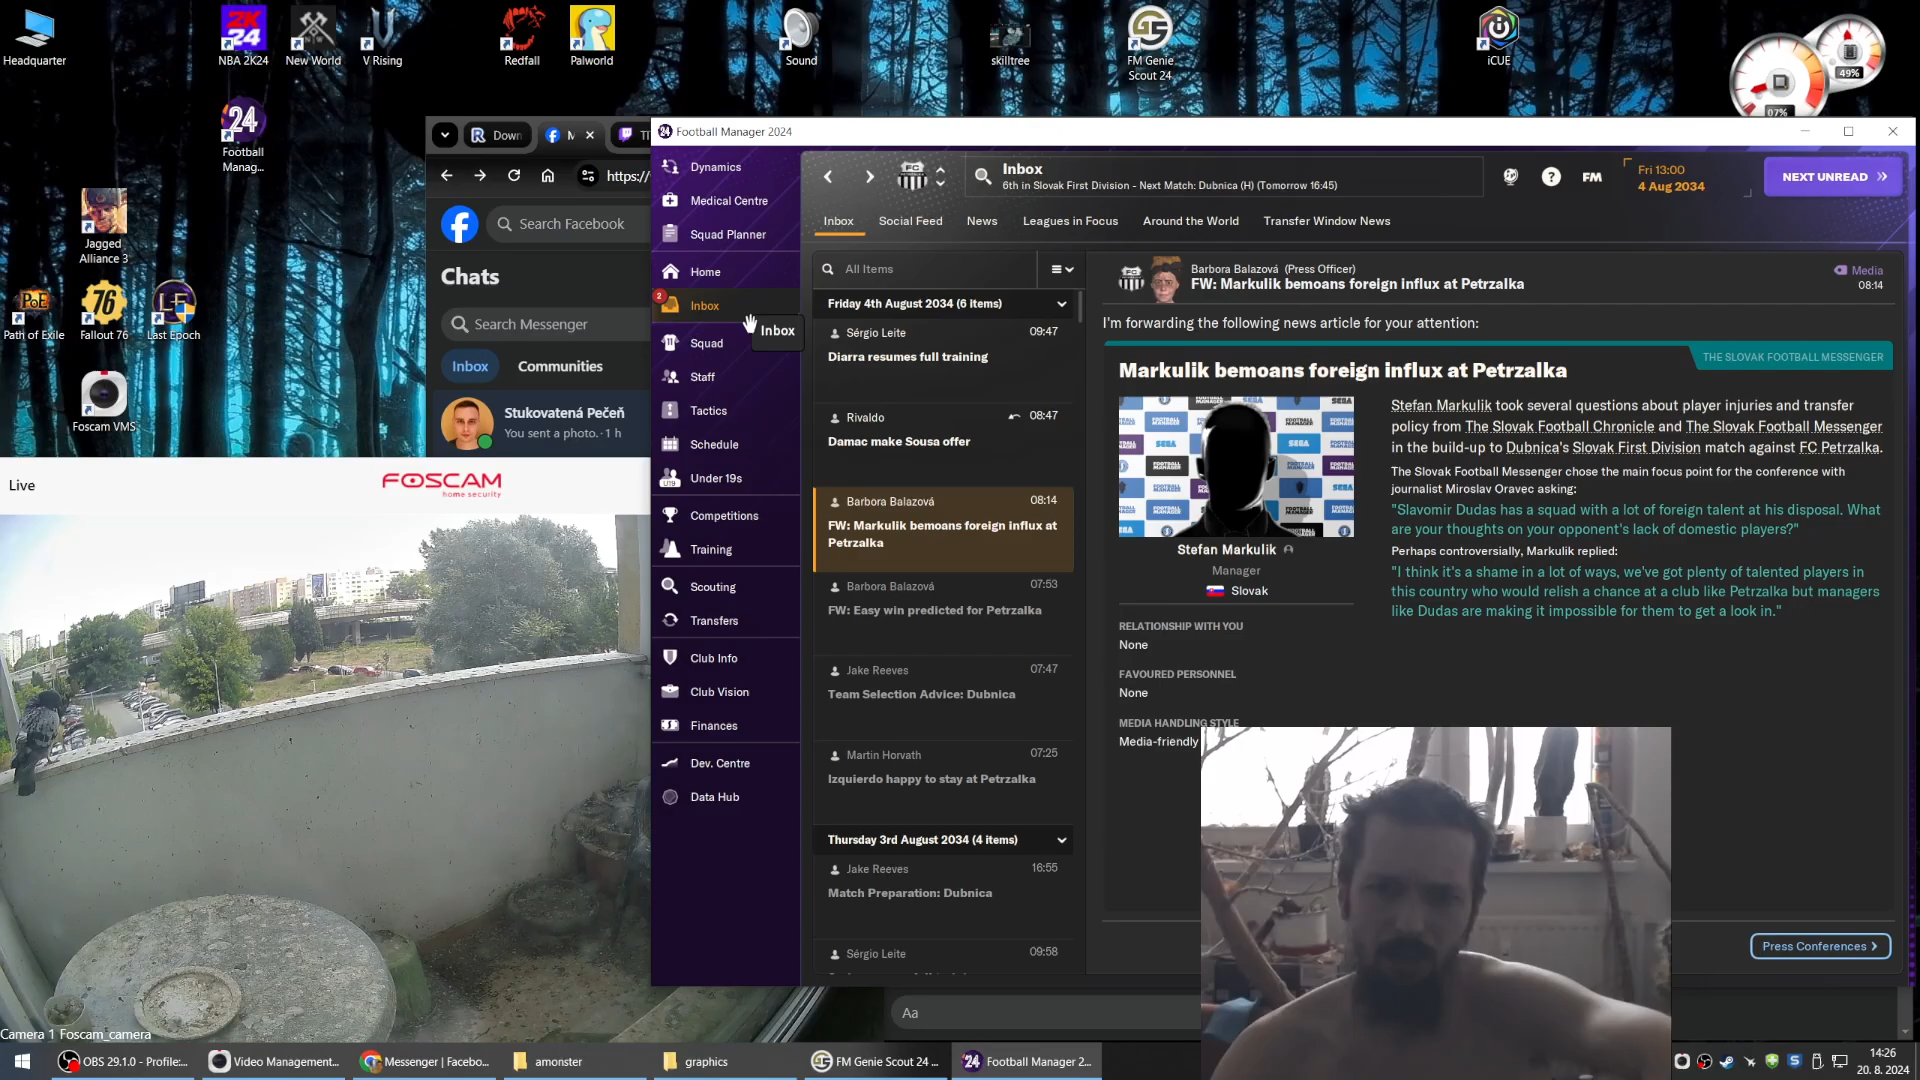 Headquarter
NBA 2K24
New World
V Rising
Redfall
Palworld
Sound
skilltree
FM Genie
Scout 24
iCUE
49%
07%
2K
24
24
Football
Manag...
Jagged
Alliance 3
Path of Exile
Fallout 76
Last Epoch
Foscam VMS
Down
https://
Search Facebook
Chats
Search Messenger
Inbox
Communities
Stukovatená Pečeň
You sent a photo. · 1 h
Live
FOSCAM
home security
Camera 1 Foscam_camera
Aa
Football Manager 2024
Dynamics
Medical Centre
Squad Planner
Home
2
Inbox
Inbox
Squad
Staff
Tactics
Schedule
Under 19s
Competitions
Training
Scouting
Transfers
Club Info
Club Vision
Finances
Dev. Centre
Data Hub
Inbox
6th in Slovak First Division - Next Match: Dubnica (H) (Tomorrow 16:45)
FM
Fri 13:00
4 Aug 2034
NEXT UNREAD
Inbox
Social Feed
News
Leagues in Focus
Around the World
Transfer Window News
All Items
Friday 4th August 2034 (6 items)
Sérgio Leite
09:47
Diarra resumes full training
Rivaldo
08:47
Damac make Sousa offer
Barbora Balazová
08:14
FW: Markulik bemoans foreign influx at
Petrzalka
Barbora Balazová
07:53
FW: Easy win predicted for Petrzalka
Jake Reeves
07:47
Team Selection Advice: Dubnica
Martin Horvath
07:25
Izquierdo happy to stay at Petrzalka
Thursday 3rd August 2034 (4 items)
Jake Reeves
16:55
Match Preparation: Dubnica
Sérgio Leite
09:58
Barbora Balazová (Press Officer)
FW: Markulik bemoans foreign influx at Petrzalka
Media
08:14
I'm forwarding the following news article for your attention:
THE SLOVAK FOOTBALL MESSENGER
Markulik bemoans foreign influx at Petrzalka
Stefan Markulik took several questions about player injuries and transfer
policy from The Slovak Football Chronicle and The Slovak Football Messenger
in the build-up to Dubnica's Slovak First Division match against FC Petrzalka.
The Slovak Football Messenger chose the main focus point for the conference with
journalist Miroslav Oravec asking:
"Slavomir Dudas has a squad with a lot of foreign talent at his disposal. What
are your thoughts on your opponent's lack of domestic players?"
Perhaps controversially, Markulik replied:
"I think it's a shame in a lot of ways, we've got plenty of talented players in
this country who would relish a chance at a club like Petrzalka but managers
like Dudas are making it impossible for them to get a look in."
Stefan Markulik
Manager
Slovak
RELATIONSHIP WITH YOU
None
FAVOURED PERSONNEL
None
MEDIA HANDLING STYLE
Media-friendly
Press Conferences
OBS 29.1.0 - Profile:...
Video Management...
Messenger | Facebo...
amonster
graphics
FM Genie Scout 24 ...
Football Manager 2...
14:26
20. 8. 2024